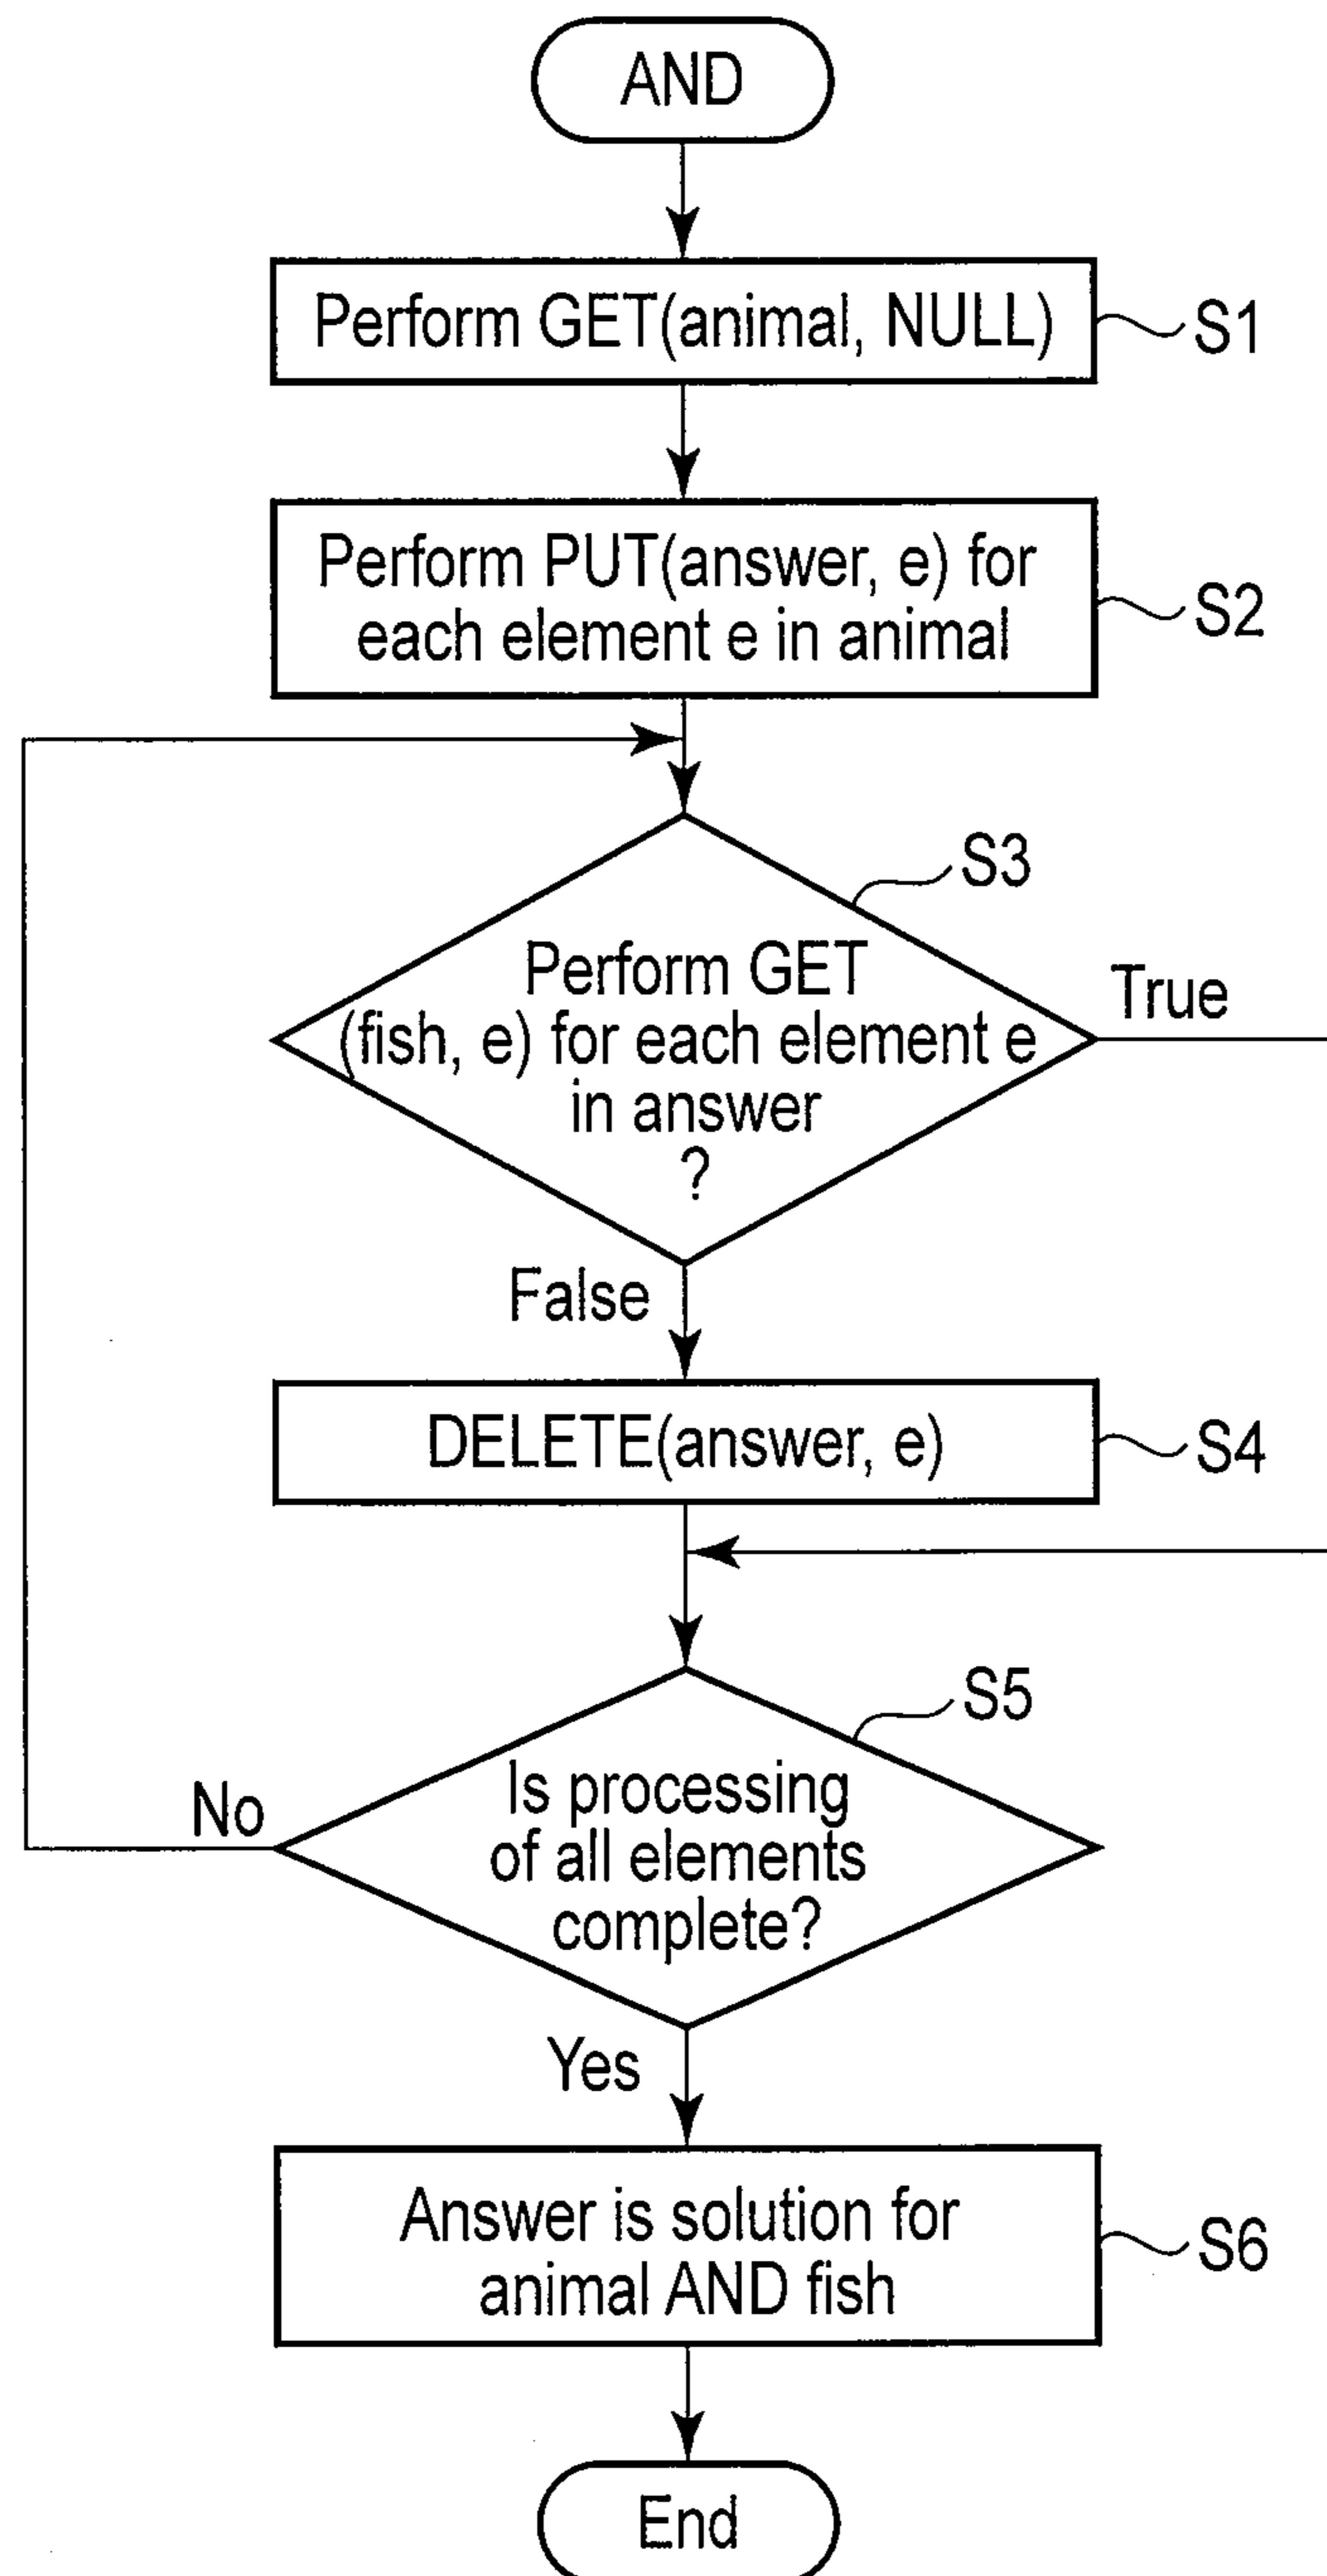 AND
Perform GET(animal, NULL)
S1
Perform PUT(answer, e) for
each element e in animal
S2
S3
Perform GET
(fish, e) for each element e
in answer
?
True
False
DELETE(answer, e)
S4
S5
Is processing
of all elements
complete?
No
Yes
Answer is solution for
animal AND fish
S6
End